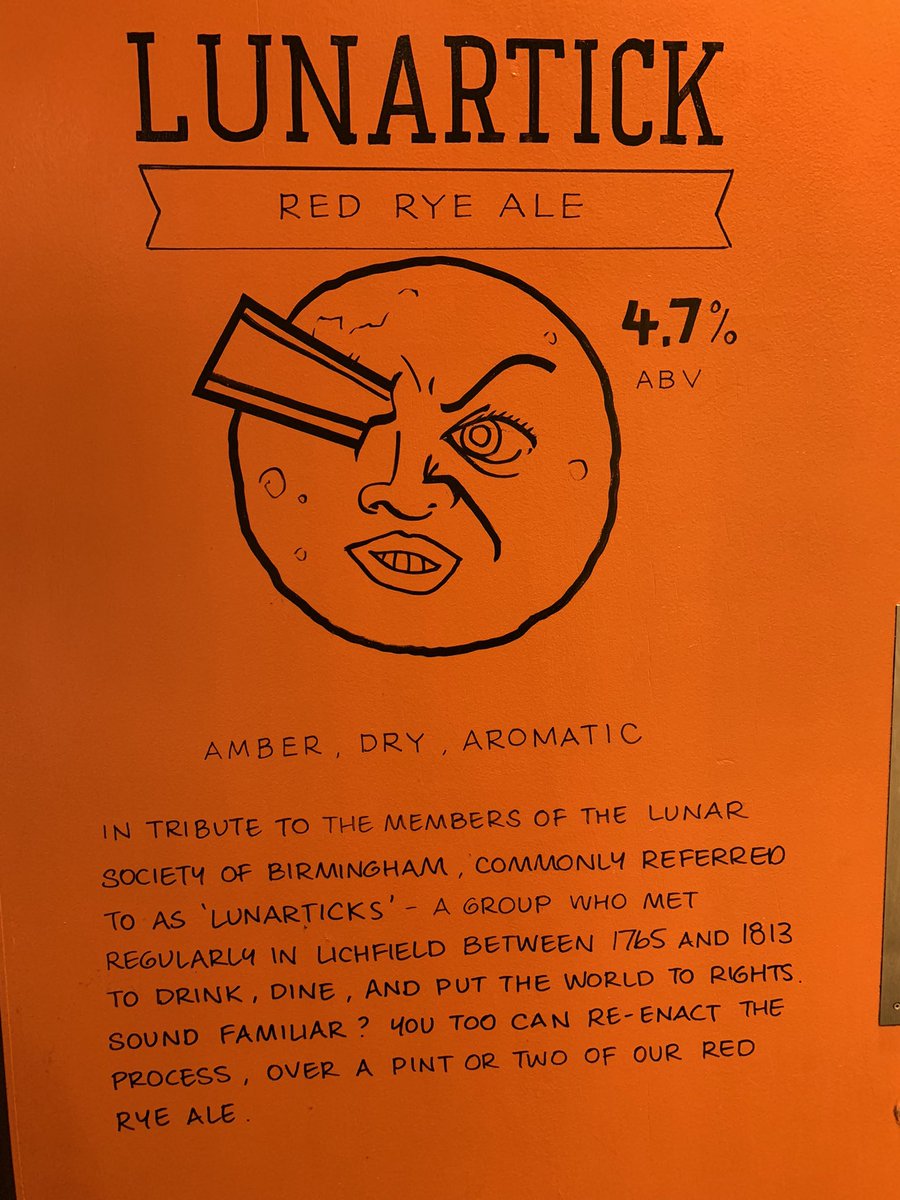 LUNARTICK
RED RYE ALE
4.7%
ABV
AMBER, DRY, AROMATIC
IN TRIBUTE TO THE MEMBERS OF THE LUNAR
SOCIETY OF BIRMINGHAM, COMMONLY REFERRED
TO AS 'LUNARTICKS' - A GROUP WHO MET
REGULARLY IN LICHFIELD BETWEEN 1765 AND 1813
TO DRINK, DINE, AND PUT THE WORLD TO RIGHTS.
SOUND FAMILIAR? YOU TOO CAN RE-ENACT THE
PROCESS, OVER A PINT OR TWO OF OUR RED
RYE ALE.